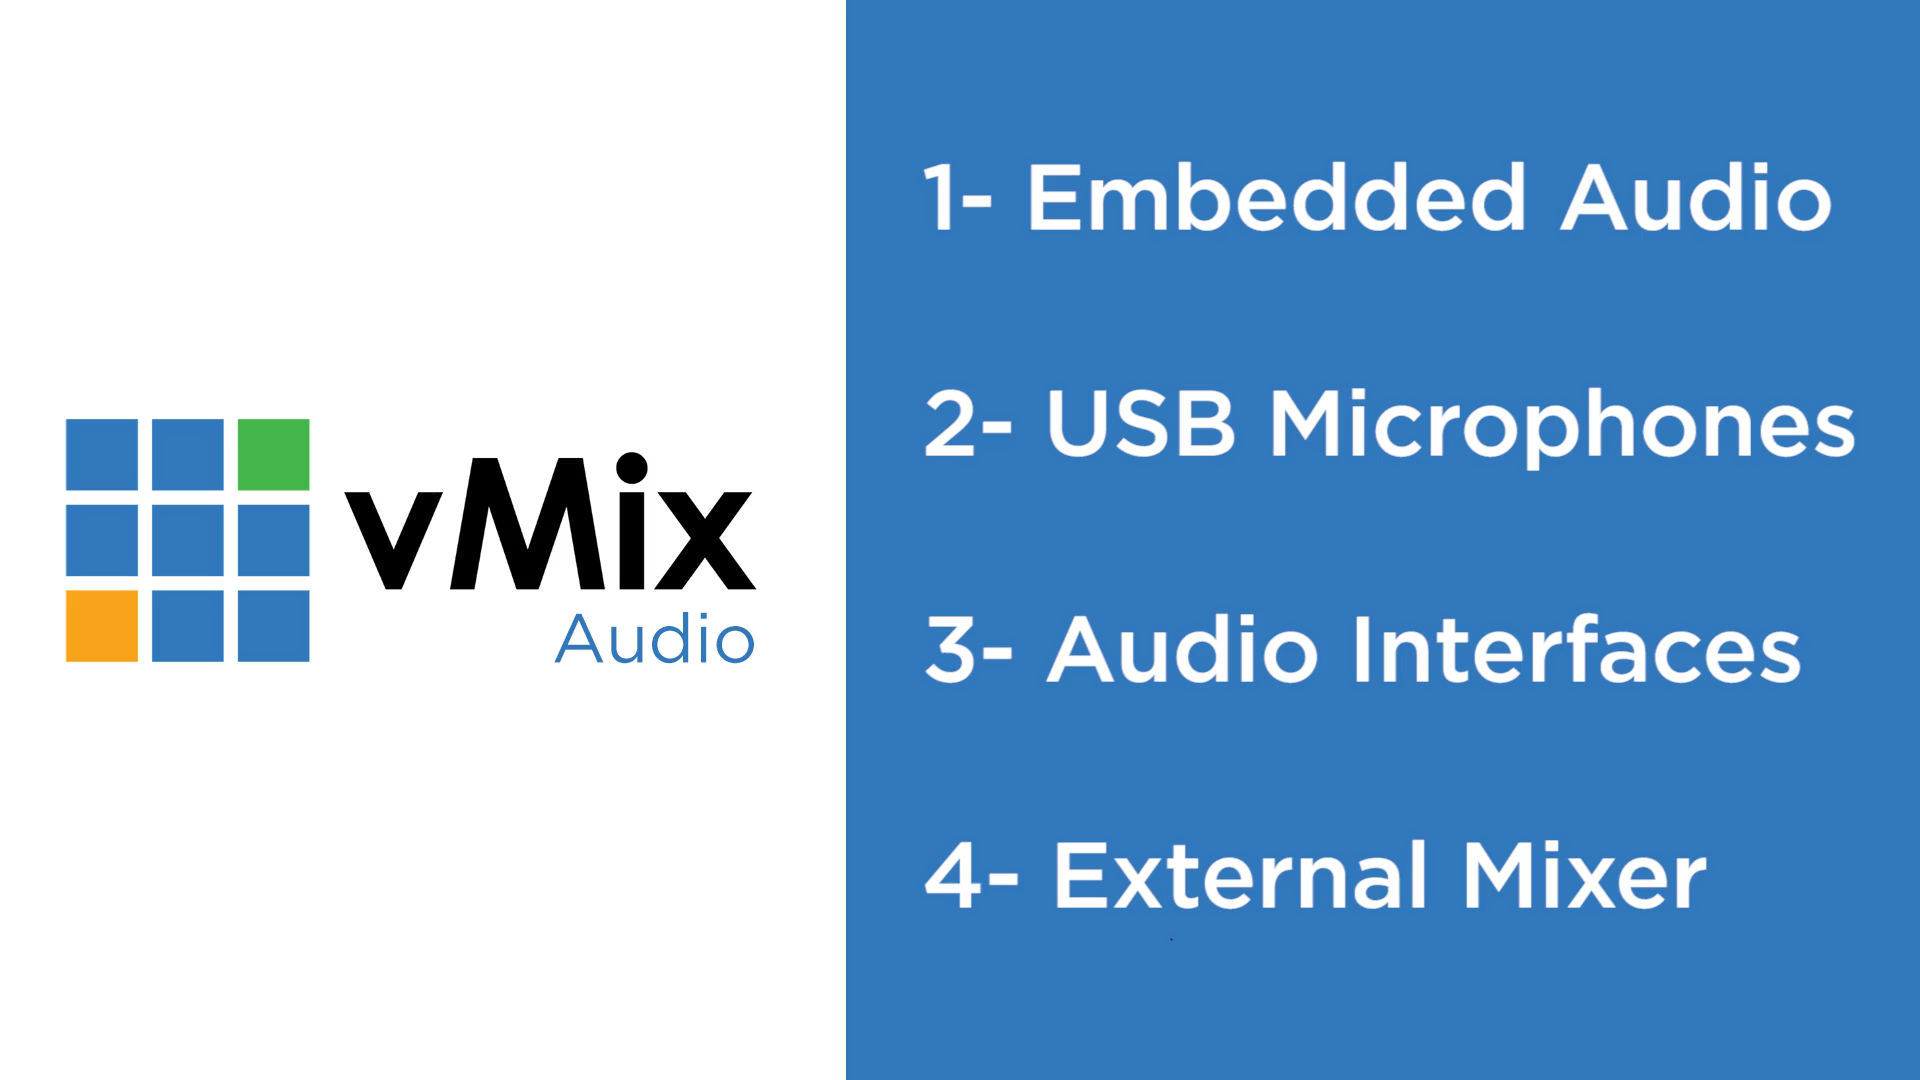 vMix
Audio
1- Embedded Audio
2- USB Microphones
3- Audio Interfaces
4- External Mixer